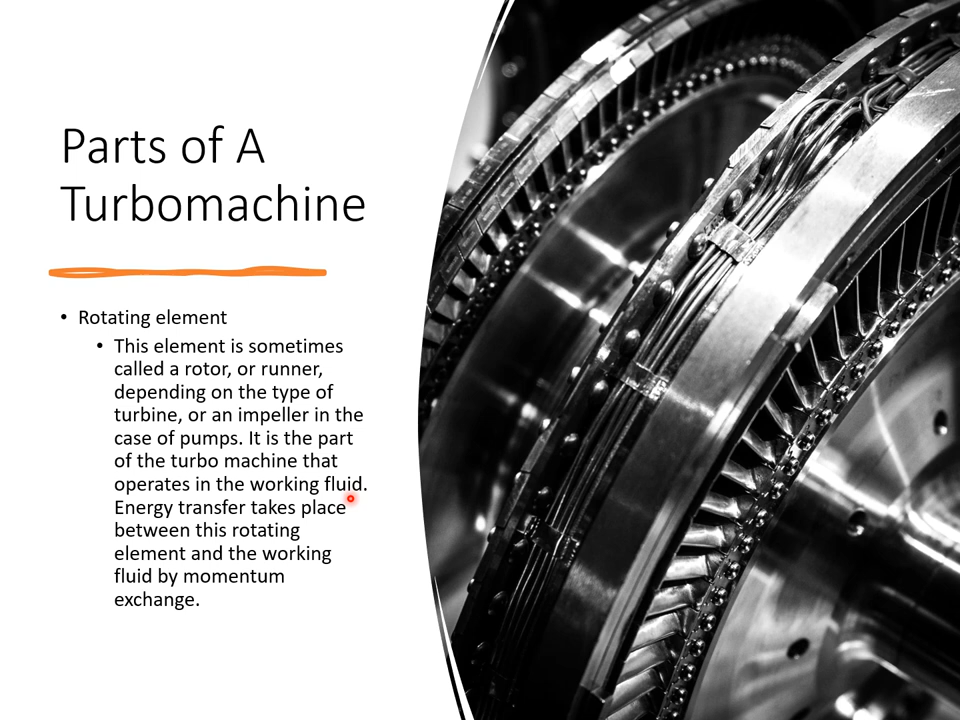 Parts of A
Turbomachine
• Rotating element
• This element is sometimes
called a rotor, or runner,
depending on the type of
turbine, or an impeller in the
case of pumps. It is the part
of the turbo machine that
operates in the working fluid.
Energy transfer takes place
between this rotating
element and the working
fluid by momentum
exchange.